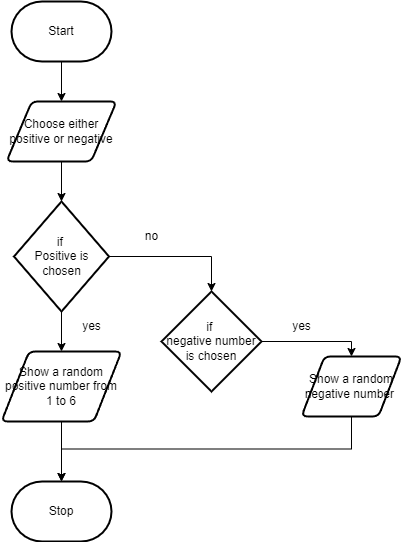 Start
Choose either
positive or negative
if
Positive is
chosen
no
if
negative number
is chosen
yes
yes
Show a random
positive number from
1 to 6
Show a random
negative number
Stop